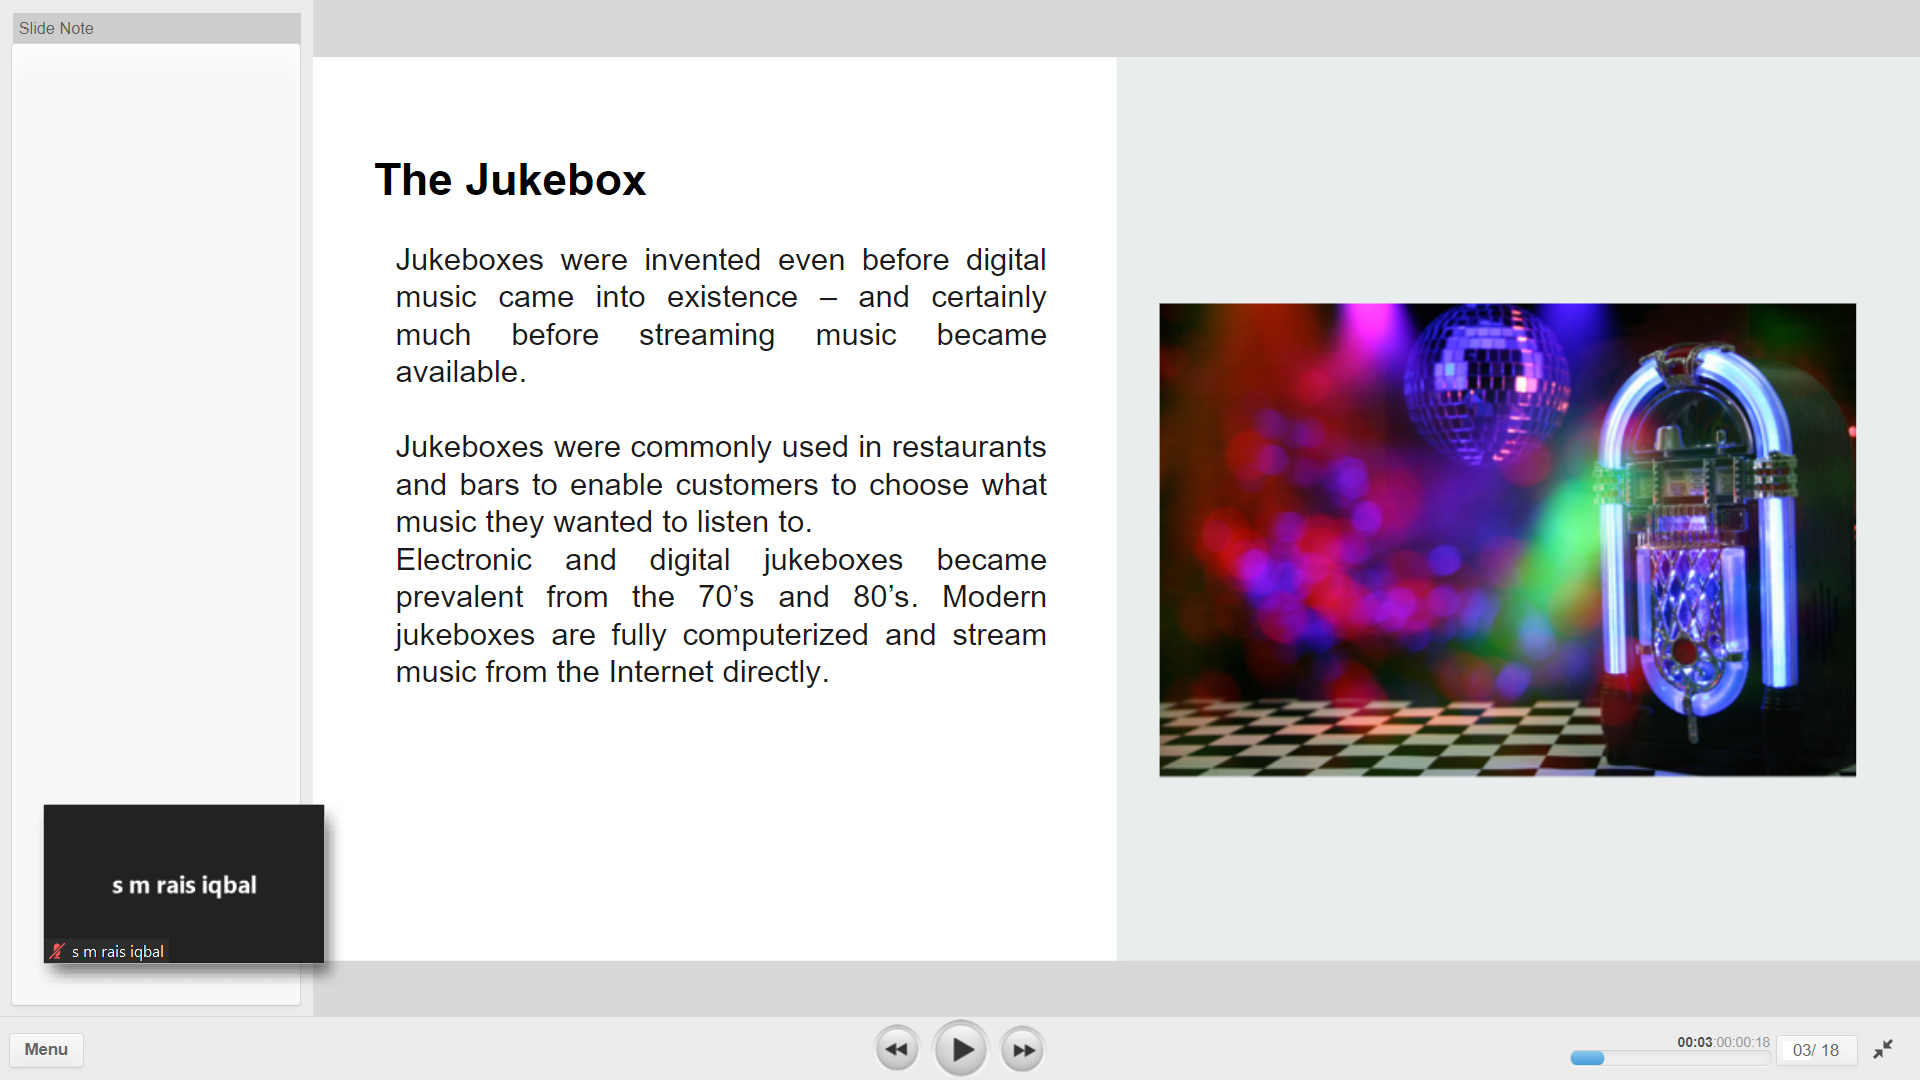 Slide Note
The Jukebox
Jukeboxes were invented even before digital
music came into existence – and certainly
much before streaming music became
available.
Jukeboxes were commonly used in restaurants
and bars to enable customers to choose what
music they wanted to listen to.
Electronic and digital jukeboxes became
prevalent from the 70’s and 80’s. Modern
jukeboxes are fully computerized and stream
music from the Internet directly.
s m rais iqbal
s m rais iqbal
Menu
00:03:00:00:18
03/ 18